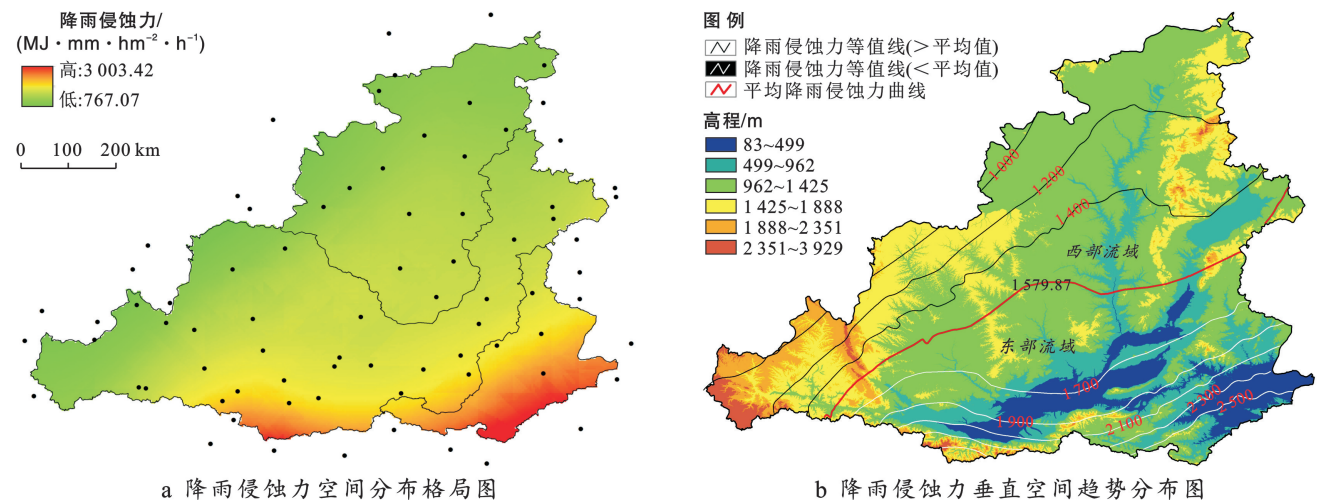 降雨侵蚀力/
(MJ·mm·hm⁻²·h⁻¹)
高:3 003.42
低:767.07
0 100 200 km
a 降雨侵蚀力空间分布格局图
图例
降雨侵蚀力等值线(>平均值)
降雨侵蚀力等值线(<平均值)
平均降雨侵蚀力曲线
高程/m
83~499
499~962
962~1 425
1 425~1 888
1 888~2 351
2 351~3 929
1 000
1 200
1 400
西部流域
1 579.87
东部流域
1 700
1 900
2 100
2 300
2 500
b 降雨侵蚀力垂直空间趋势分布图